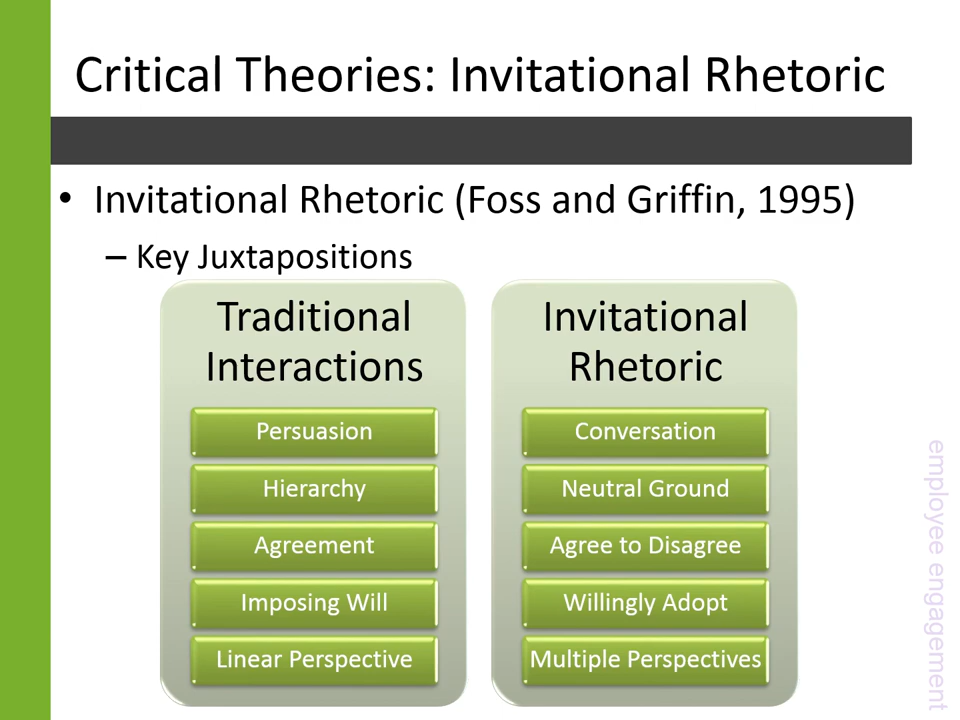 Critical Theories: Invitational Rhetoric
• Invitational Rhetoric (Foss and Griffin, 1995)
– Key Juxtapositions
Traditional
Interactions
Persuasion
Hierarchy
Agreement
Imposing Will
Linear Perspective
Invitational
Rhetoric
Conversation
Neutral Ground
Agree to Disagree
Willingly Adopt
Multiple Perspectives
employee engagement